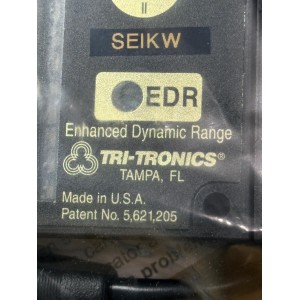 SEIKW
EDR
Enhanced Dynamic Range
TRI-TRONICS®
TAMPA, FL
Made in U.S.A.
Patent No. 5,621,205